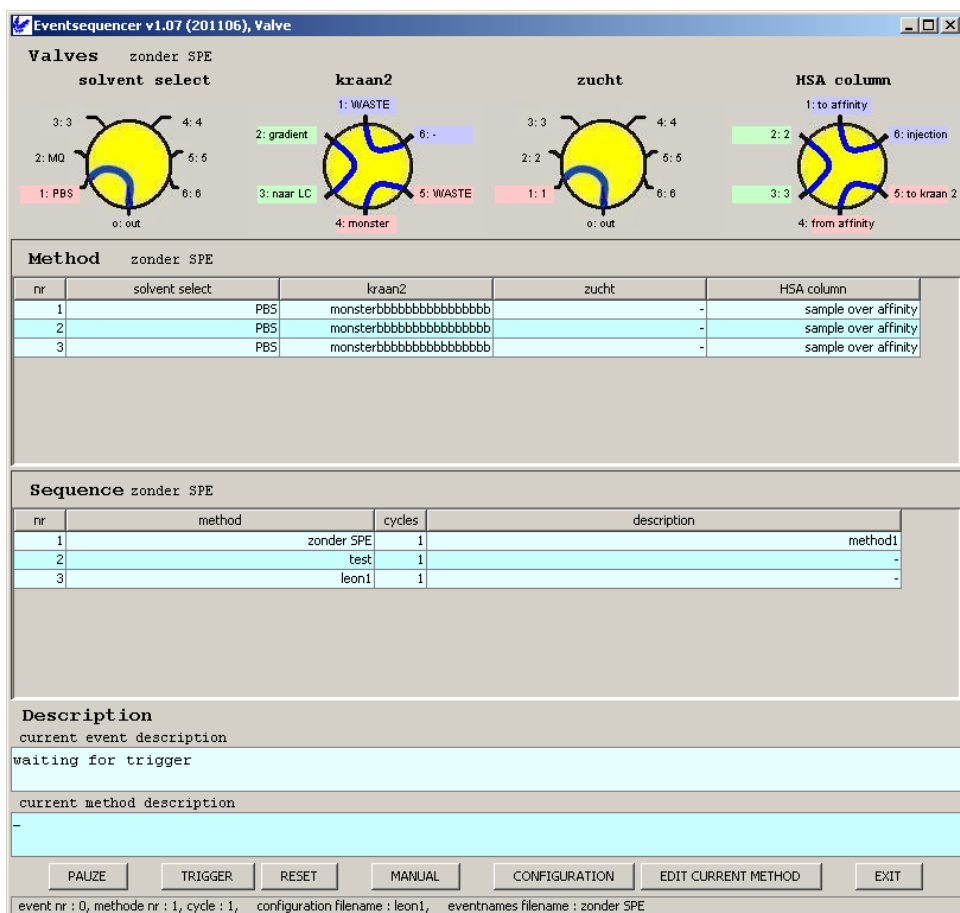 Eventsequencer v1.07 (201106), Valve
Valves zonder SPE
solvent select kraan2 zucht HSA column
1: WASTE 1: to affinity
3: 3 4: 4 2: gradient 6: - 3: 3 4: 4 2: 2 6: injection
2: MQ 5: 5 2: 2 5: 5
1: PBS 6: 6 3: naar LC 5: WASTE 1: 1 6: 6 3: 3 5: to kraan 2
o: out 4: monster o: out 4: from affinity
Method zonder SPE
nr solvent select kraan2 zucht HSA column
1 PBS monsterbbbbbbbbbbbbbbbb - sample over affinity
2 PBS monsterbbbbbbbbbbbbbbbb - sample over affinity
3 PBS monsterbbbbbbbbbbbbbbbb - sample over affinity
Sequence zonder SPE
nr method cycles description
1 zonder SPE 1 method1
2 test 1 -
3 leon1 1 -
Description
current event description
waiting for trigger
current method description
-
PAUZE TRIGGER RESET MANUAL CONFIGURATION EDIT CURRENT METHOD EXIT
event nr : 0, methode nr : 1, cycle : 1, configuration filename : leon1, eventnames filename : zonder SPE